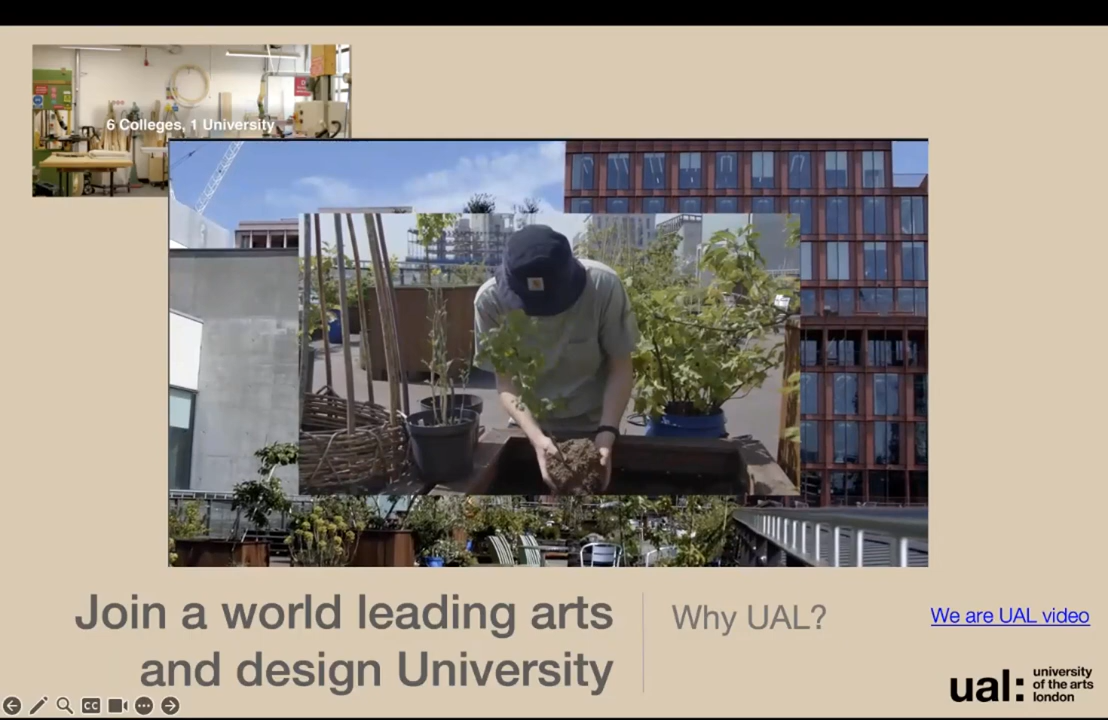 6 Colleges, 1 University
Join a world leading arts
and design University
Why UAL?
We are UAL video
ual:
university
of the arts
london
CC